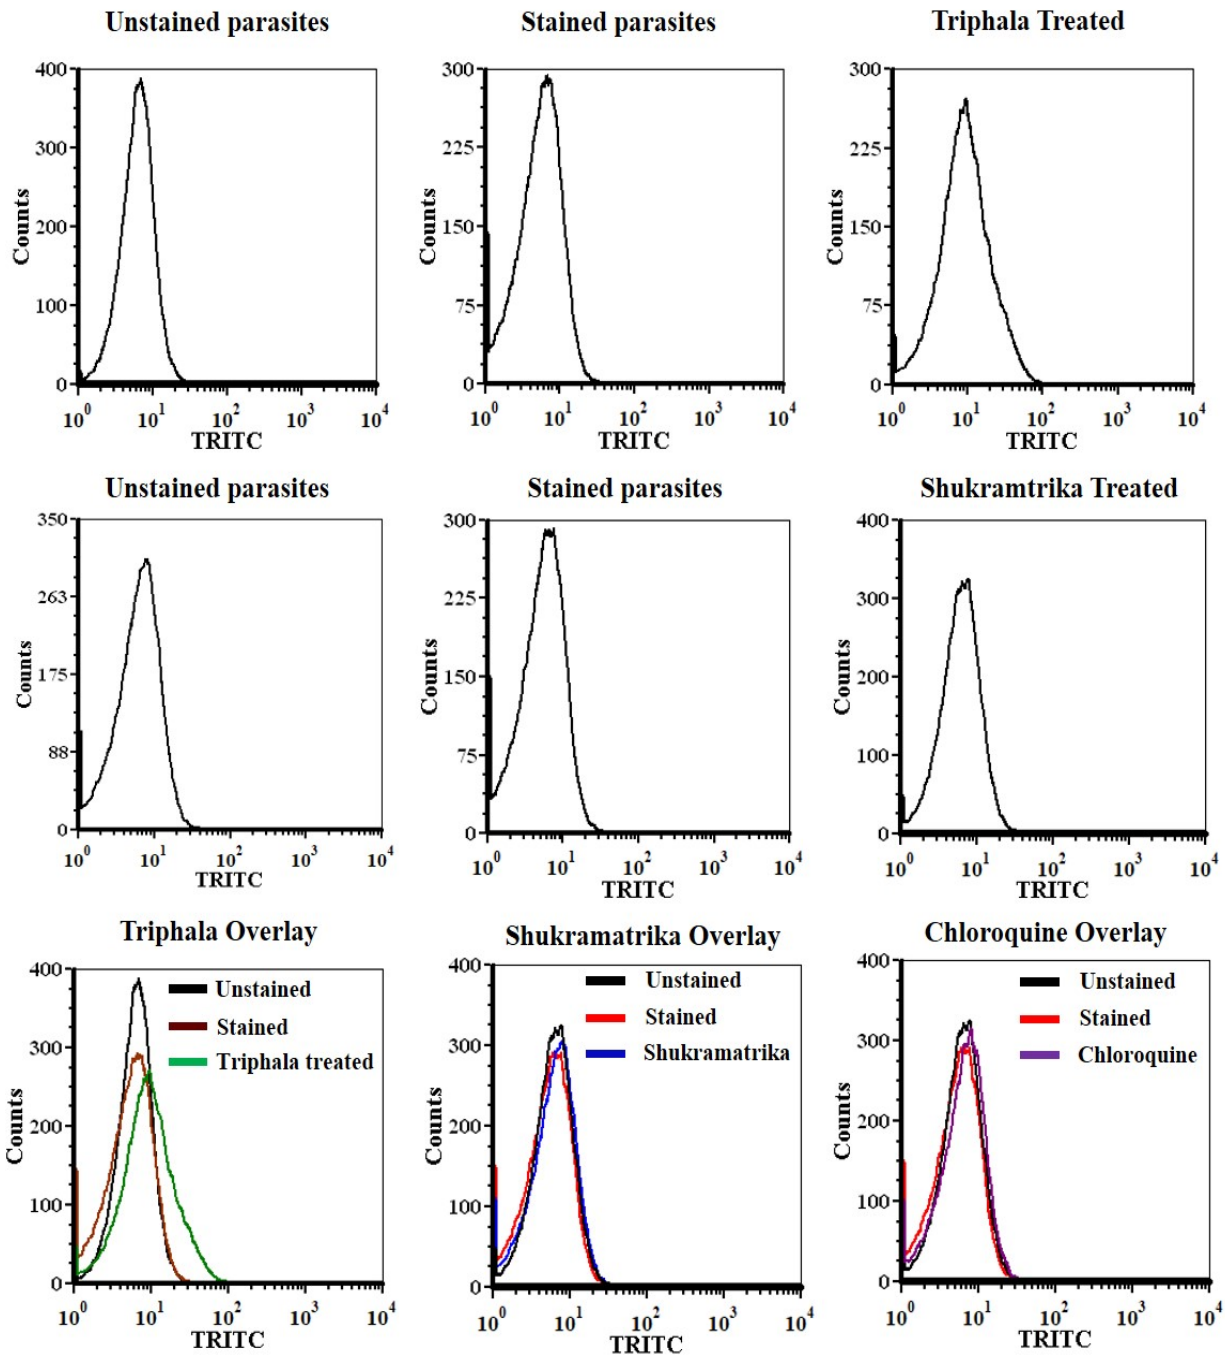 Unstained parasites
400
300
200
100
0
Counts
10^0 10^1 10^2 10^3 10^4
TRITC
Stained parasites
300
225
150
75
0
Counts
10^0 10^1 10^2 10^3 10^4
TRITC
Triphala Treated
300
225
150
75
0
Counts
10^0 10^1 10^2 10^3 10^4
TRITC
Unstained parasites
350
263
175
88
0
Counts
10^0 10^1 10^2 10^3 10^4
TRITC
Stained parasites
300
225
150
75
0
Counts
10^0 10^1 10^2 10^3 10^4
TRITC
Shukramtrika Treated
400
300
200
100
0
Counts
10^0 10^1 10^2 10^3 10^4
TRITC
Triphala Overlay
400
300
200
100
0
Counts
Unstained
Stained
Triphala treated
10^0 10^1 10^2 10^3 10^4
TRITC
Shukramatrika Overlay
400
300
200
100
0
Counts
Unstained
Stained
Shukramatrika
10^0 10^1 10^2 10^3 10^4
TRITC
Chloroquine Overlay
400
300
200
100
0
Counts
Unstained
Stained
Chloroquine
10^0 10^1 10^2 10^3 10^4
TRITC